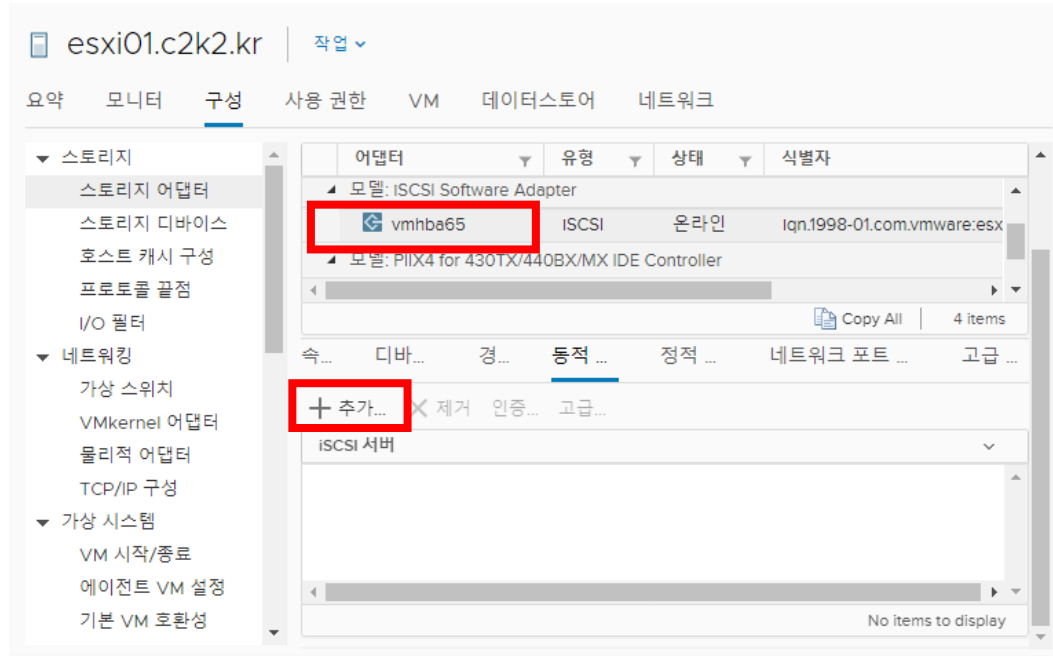 esxi01.c2k2.kr 작업
요약 모니터 구성 사용 권한 VM 데이터스토어 네트워크
스토리지
스토리지 어댑터
스토리지 디바이스
호스트 캐시 구성
프로토콜 끝점
I/O 필터
네트워킹
가상 스위치
VMkernel 어댑터
물리적 어댑터
TCP/IP 구성
가상 시스템
VM 시작/종료
에이전트 VM 설정
기본 VM 호환성
어댑터 유형 상태 식별자
모델: iSCSI Software Adapter
vmhba65 iSCSI 온라인 iqn.1998-01.com.vmware:esx
모델: PIIX4 for 430TX/440BX/MX IDE Controller
Copy All 4 items
속... 디바... 경... 동적 ... 정적 ... 네트워크 포트 ... 고급 ...
추가... 제거 인증... 고급...
iSCSI 서버
No items to display